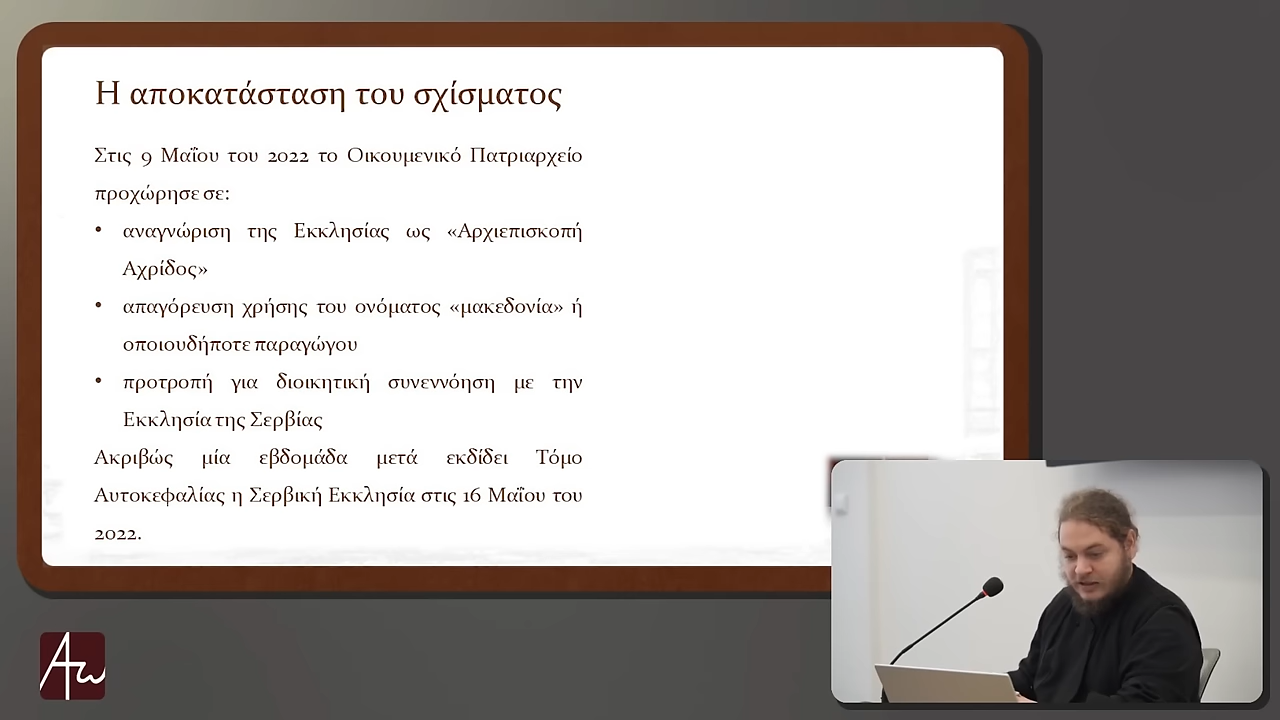 Η αποκατάσταση του σχίσματος
Στις 9 Μαΐου του 2022 το Οικουμενικό Πατριαρχείο
προχώρησε σε:
• αναγνώριση της Εκκλησίας ως «Αρχιεπισκοπή
Αχρίδος»
• απαγόρευση χρήσης του ονόματος «μακεδονία» ή
οποιουδήποτε παραγώγου
• προτροπή για διοικητική συνεννόηση με την
Εκκλησία της Σερβίας
Ακριβώς μία εβδομάδα μετά εκδίδει Τόμο
Αυτοκεφαλίας η Σερβική Εκκλησία στις 16 Μαΐου του
2022.
Αω